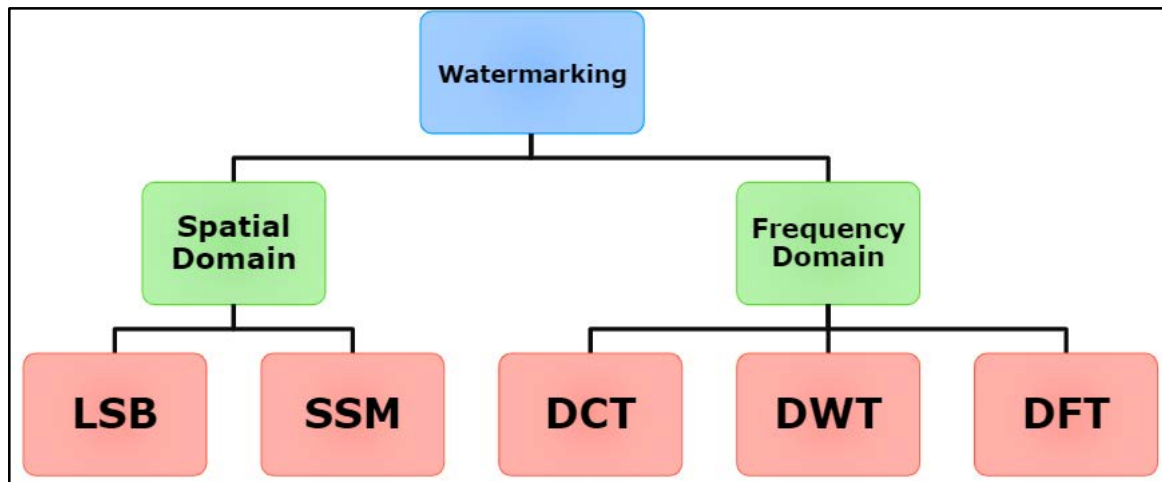 Watermarking
Spatial
Domain
Frequency
Domain
LSB
SSM
DCT
DWT
DFT